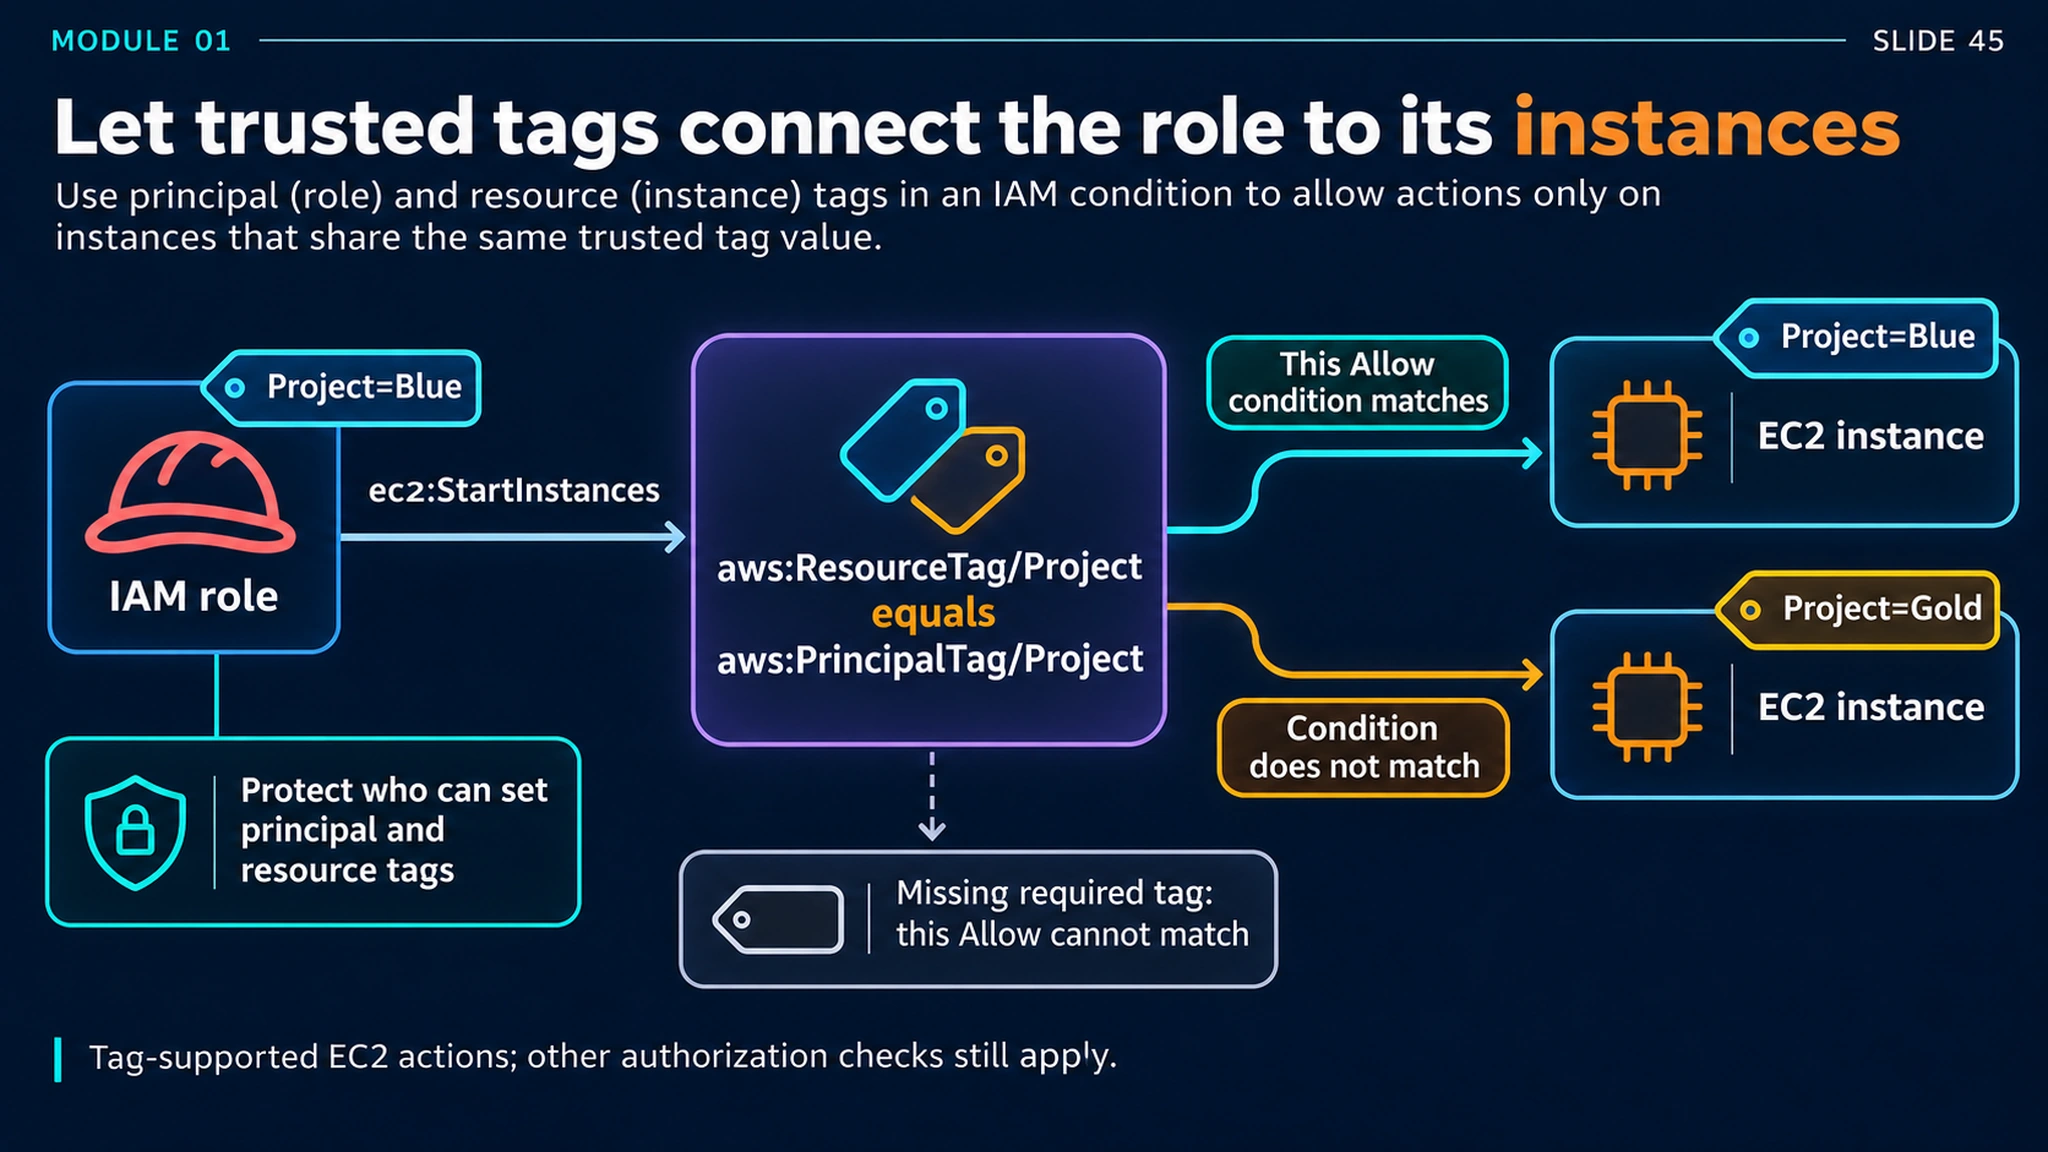 MODULE 01
SLIDE 45
Let trusted tags connect the role to its instances
Use principal (role) and resource (instance) tags in an IAM condition to allow actions only on
instances that share the same trusted tag value.
Project=Blue
IAM role
ec2:StartInstances
aws:ResourceTag/Project
equals
aws:PrincipalTag/Project
This Allow
condition matches
Project=Blue
EC2 instance
Condition
does not match
Project=Gold
EC2 instance
Protect who can set
principal and
resource tags
Missing required tag:
this Allow cannot match
Tag-supported EC2 actions; other authorization checks still apply.